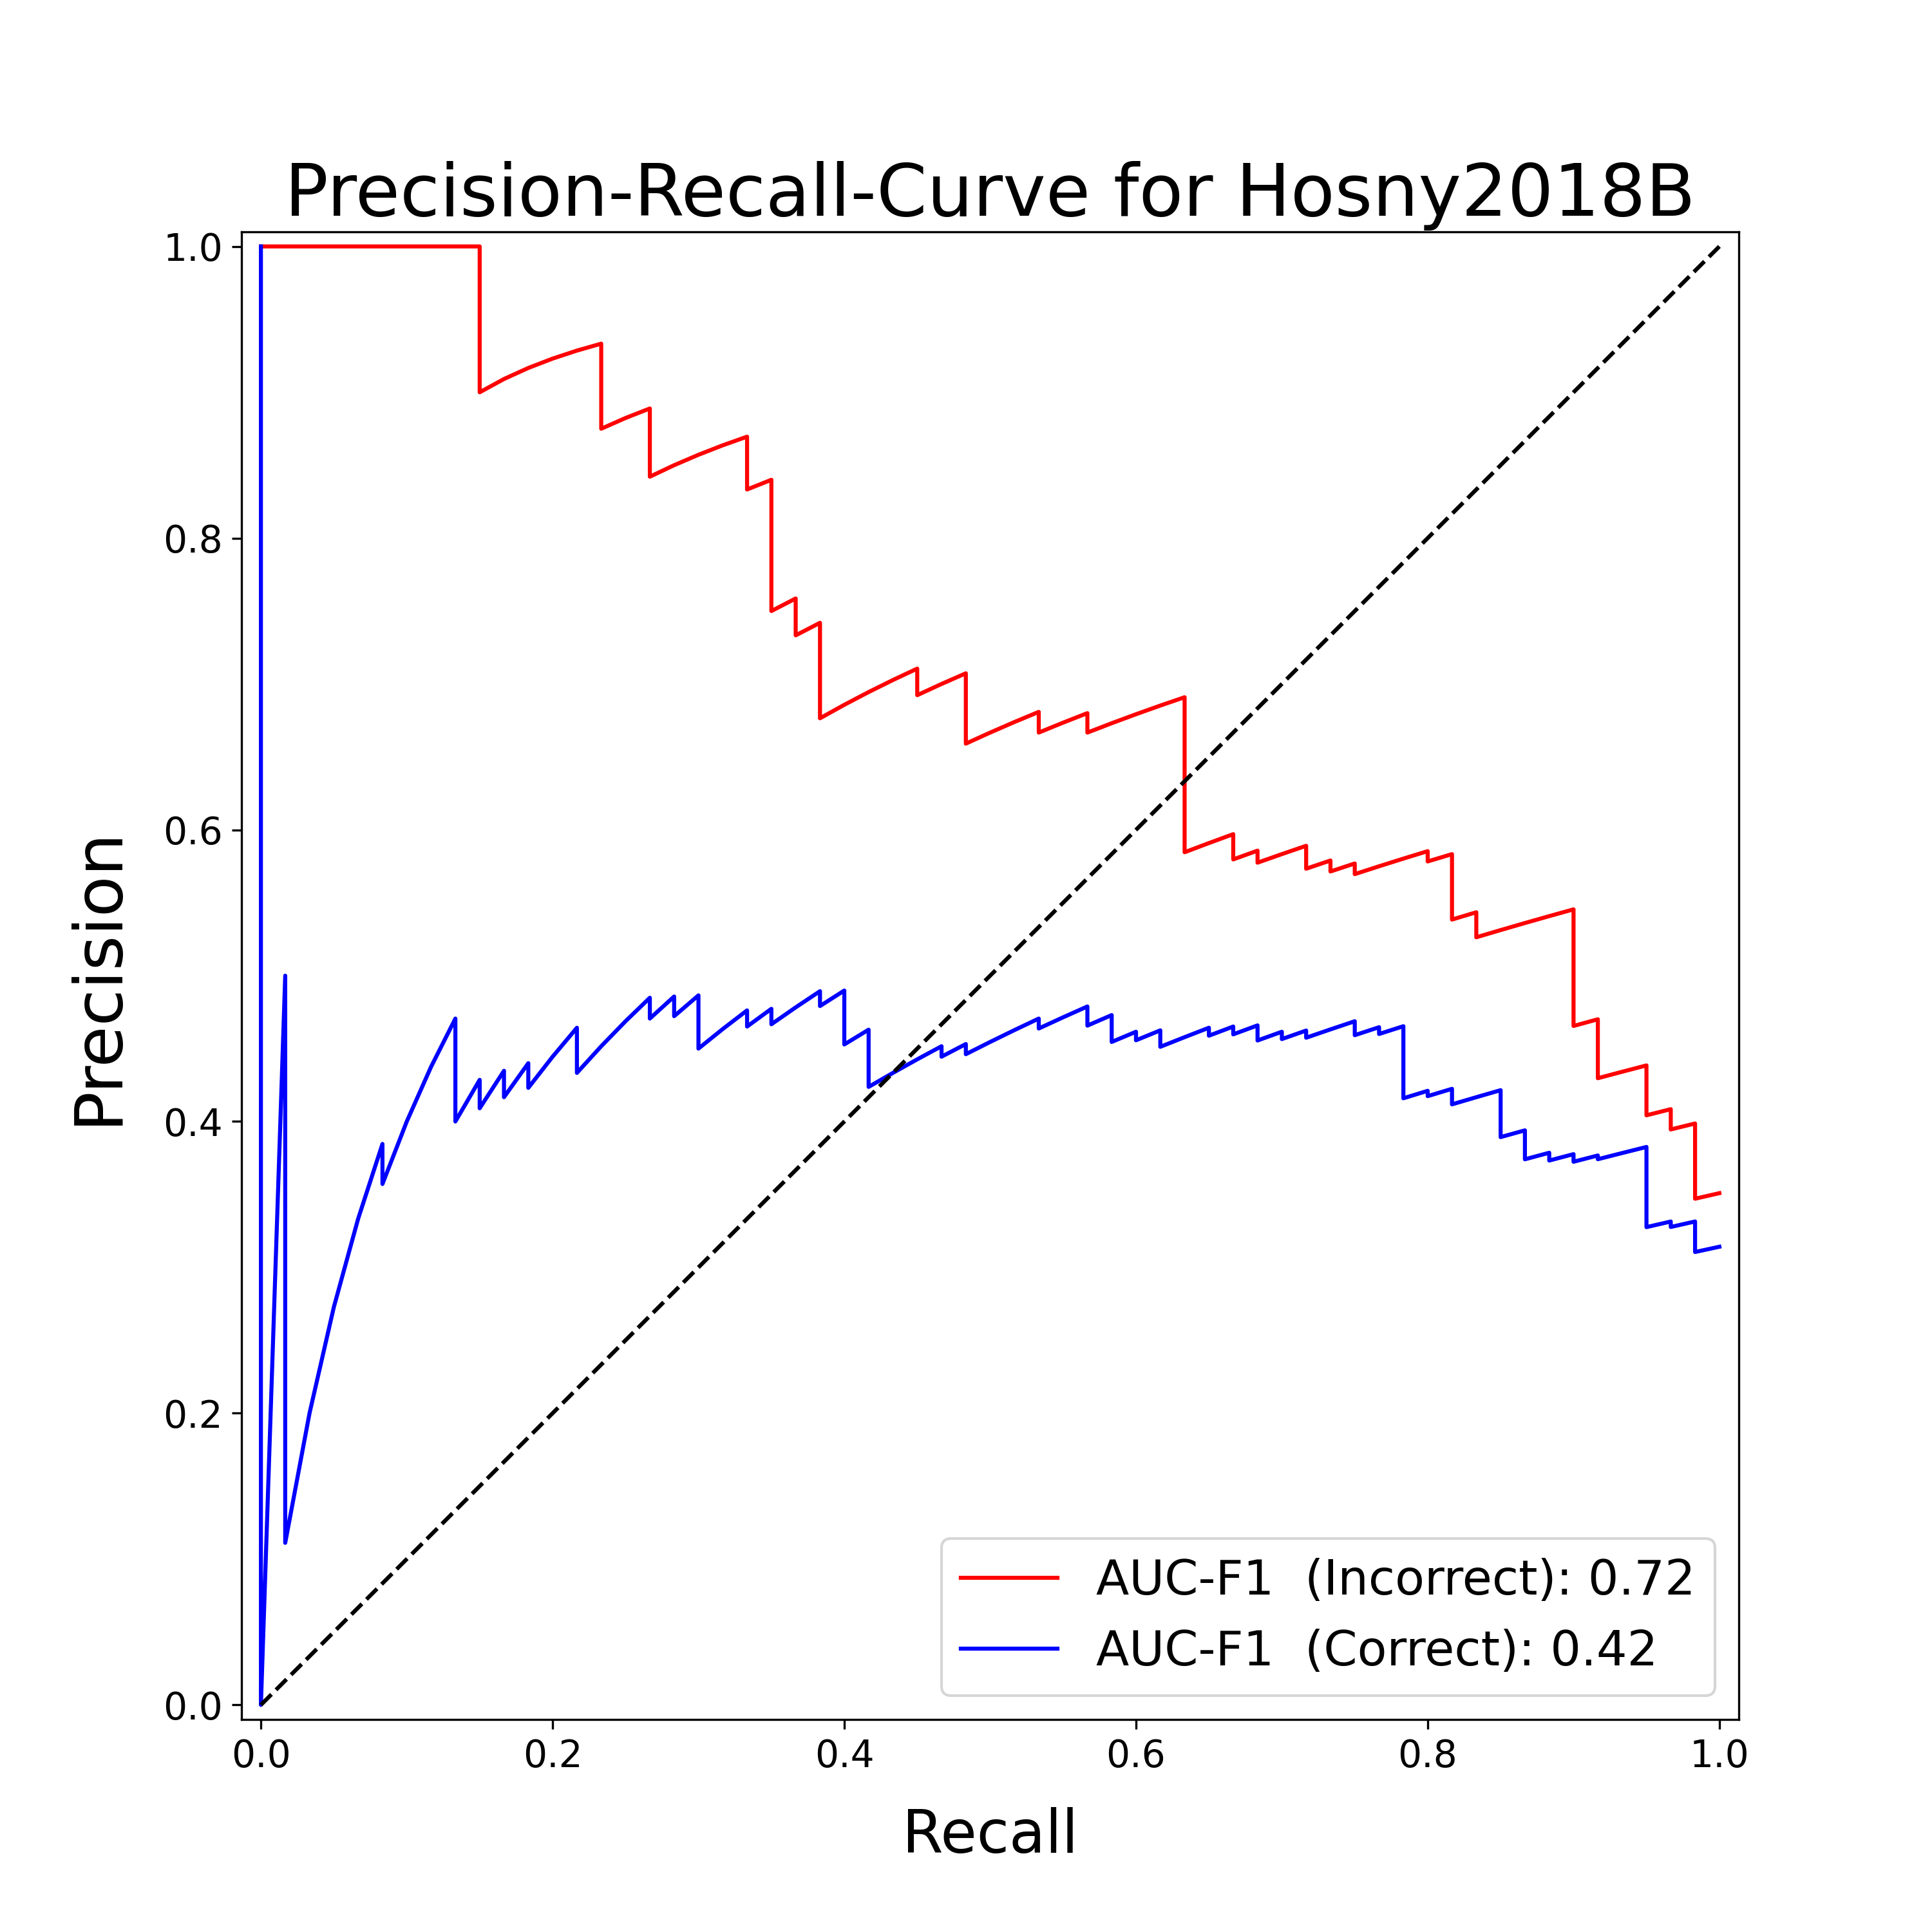 Precision-Recall-Curve for Hosny2018B
1.0
0.8
0.6
0.4
0.2
0.0
Precision
0.0 0.2 0.4 0.6 0.8 1.0
Recall
AUC-F1 (Incorrect): 0.72
AUC-F1 (Correct): 0.42